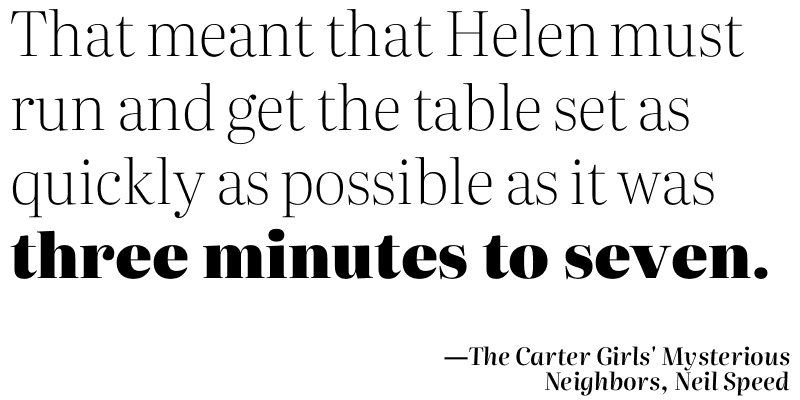 That meant that Helen must
run and get the table set as
quickly as possible as it was
three minutes to seven.
—The Carter Girls' Mysterious
Neighbors, Neil Speed